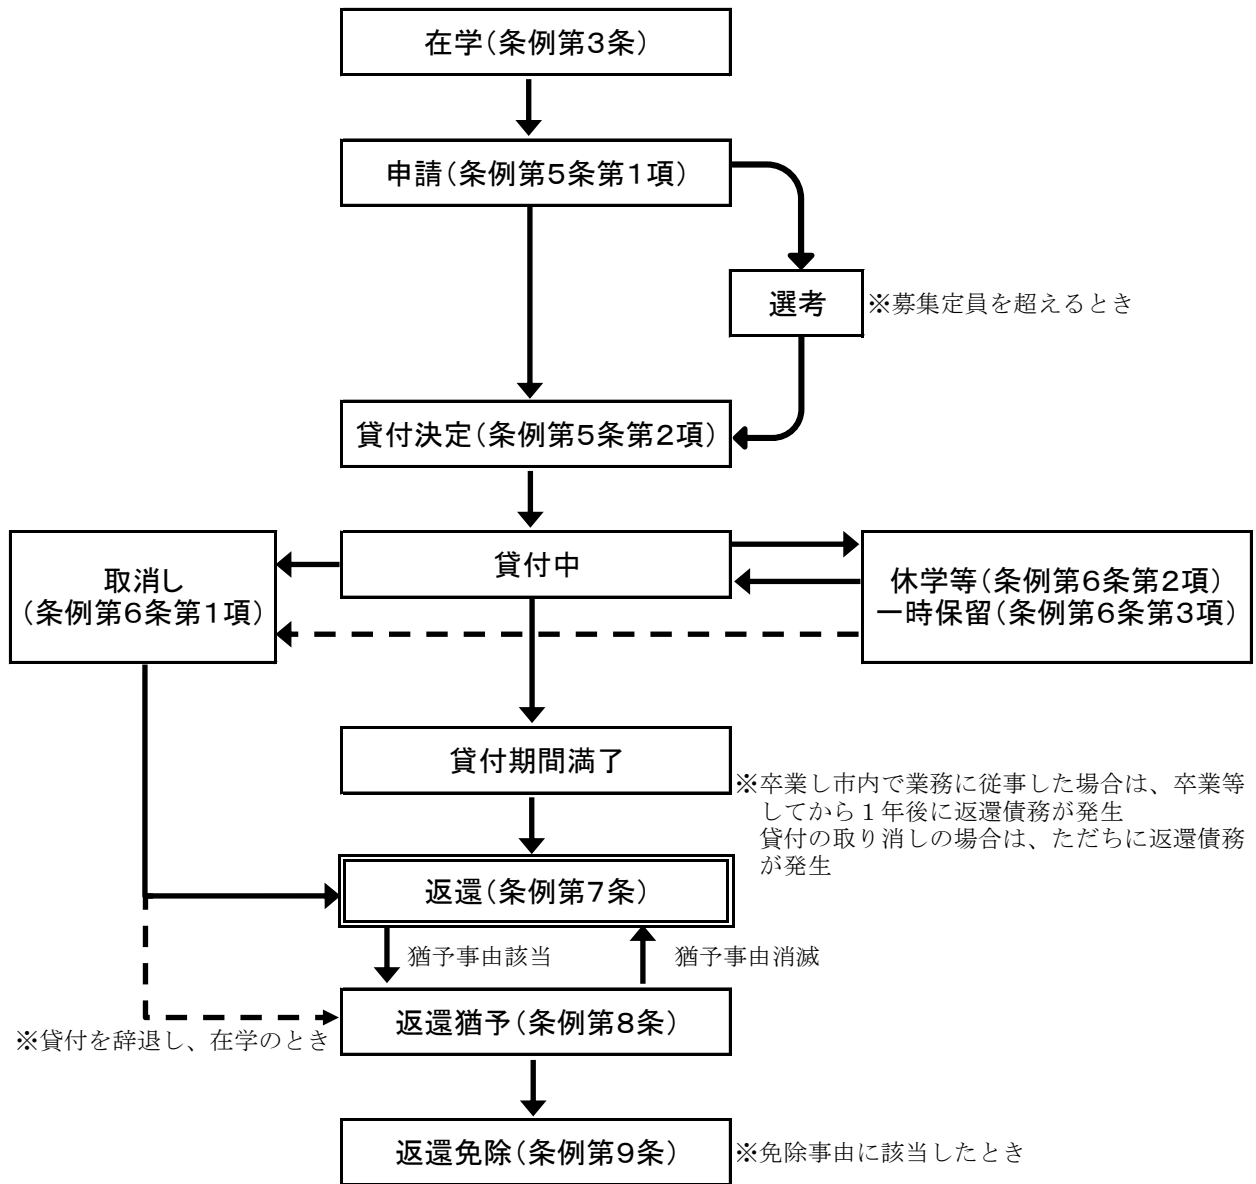 在学(条例第3条)
申請(条例第5条第1項)
選考
※募集定員を超えるとき
貸付決定(条例第5条第2項)
取消し
(条例第6条第1項)
貸付中
休学等(条例第6条第2項)
一時保留(条例第6条第3項)
貸付期間満了
※卒業し市内で業務に従事した場合は、卒業等
してから1年後に返還債務が発生
貸付の取り消しの場合は、ただちに返還債務
が発生
返還(条例第7条)
猶予事由該当
猶予事由消滅
返還猶予(条例第8条)
※貸付を辞退し、在学のとき
返還免除(条例第9条)
※免除事由に該当したとき